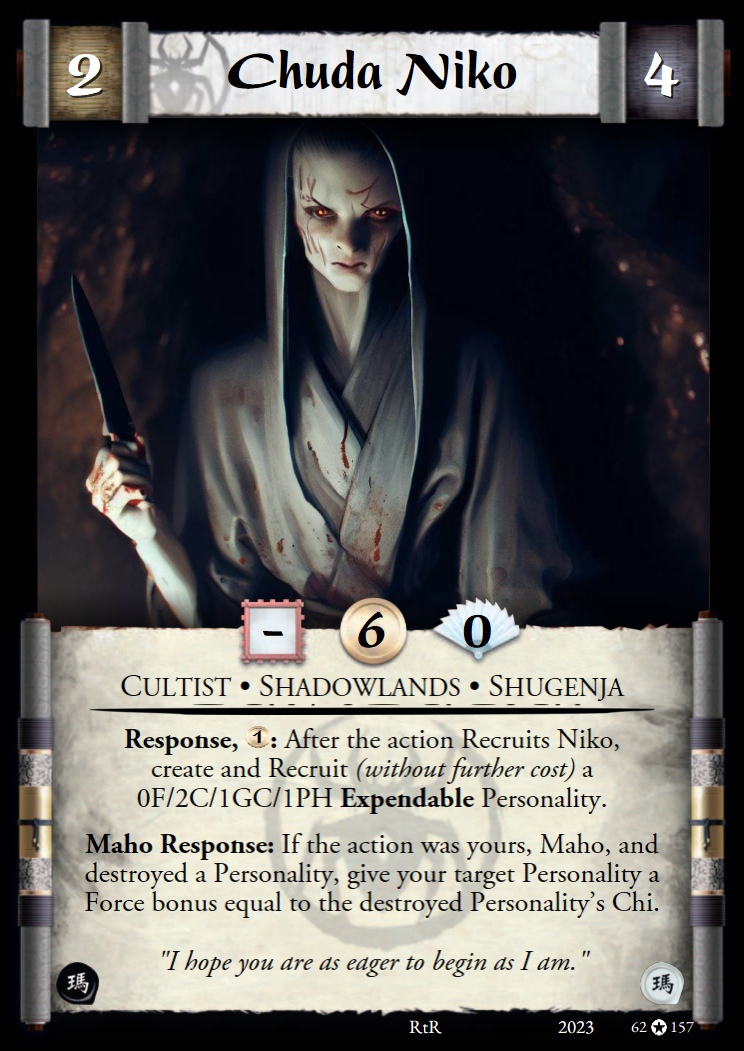 2 Chuda Niko 4
- 6 0
CULTIST • SHADOWLANDS • SHUGENJA
Response, 1: After the action Recruits Niko,
create and Recruit (without further cost) a
0F/2C/1GC/1PH Expendable Personality.
Maho Response: If the action was yours, Maho, and
destroyed a Personality, give your target Personality a
Force bonus equal to the destroyed Personality’s Chi.
"I hope you are as eager to begin as I am."
瑪 瑪
RtR 2023 62 157